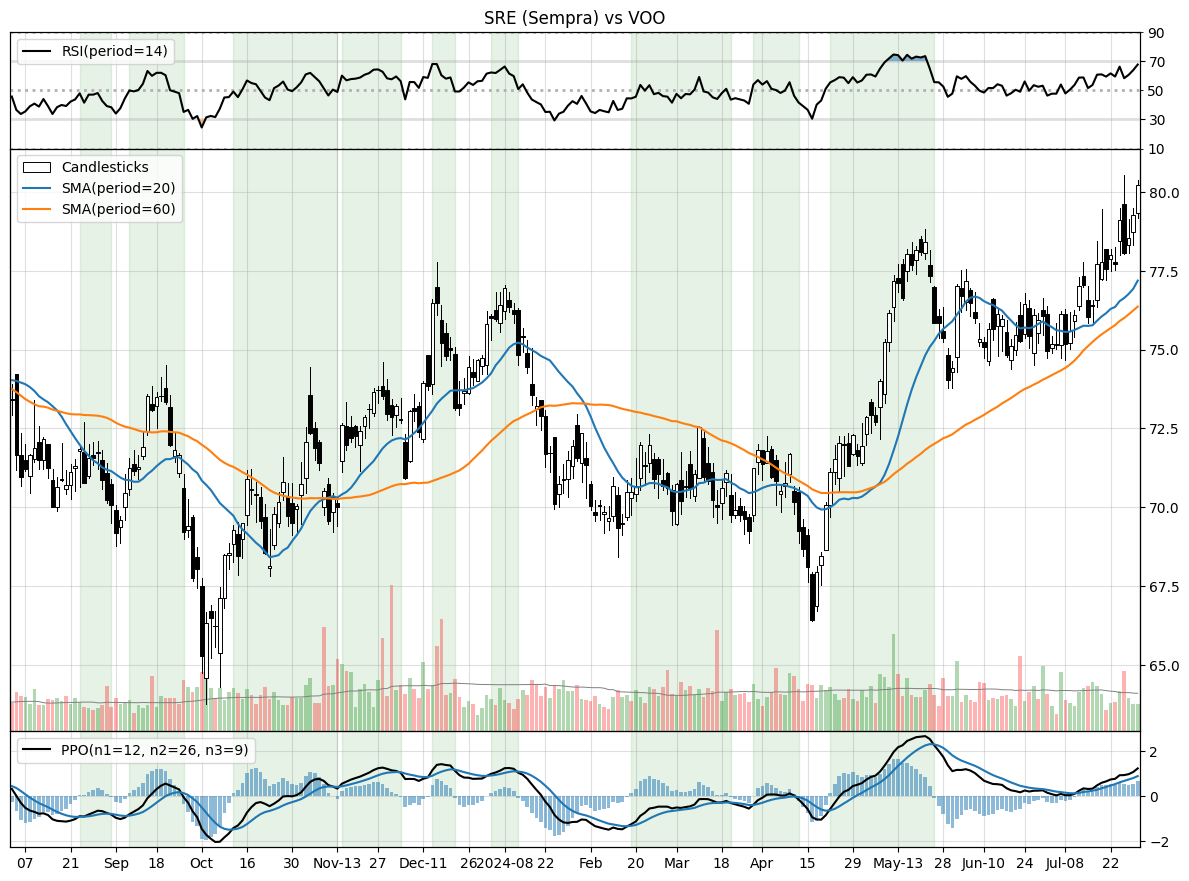 SRE (Sempra) vs VOO
RSI(period=14)
90
70
50
30
10
Candlesticks
SMA(period=20)
SMA(period=60)
80.0
77.5
75.0
72.5
70.0
67.5
65.0
PPO(n1=12, n2=26, n3=9)
2
0
−2
07 21 Sep 18 Oct 16 30 Nov-13 27 Dec-11 26 2024-08 22 Feb 20 Mar 18 Apr 15 29 May-13 28 Jun-10 24 Jul-08 22